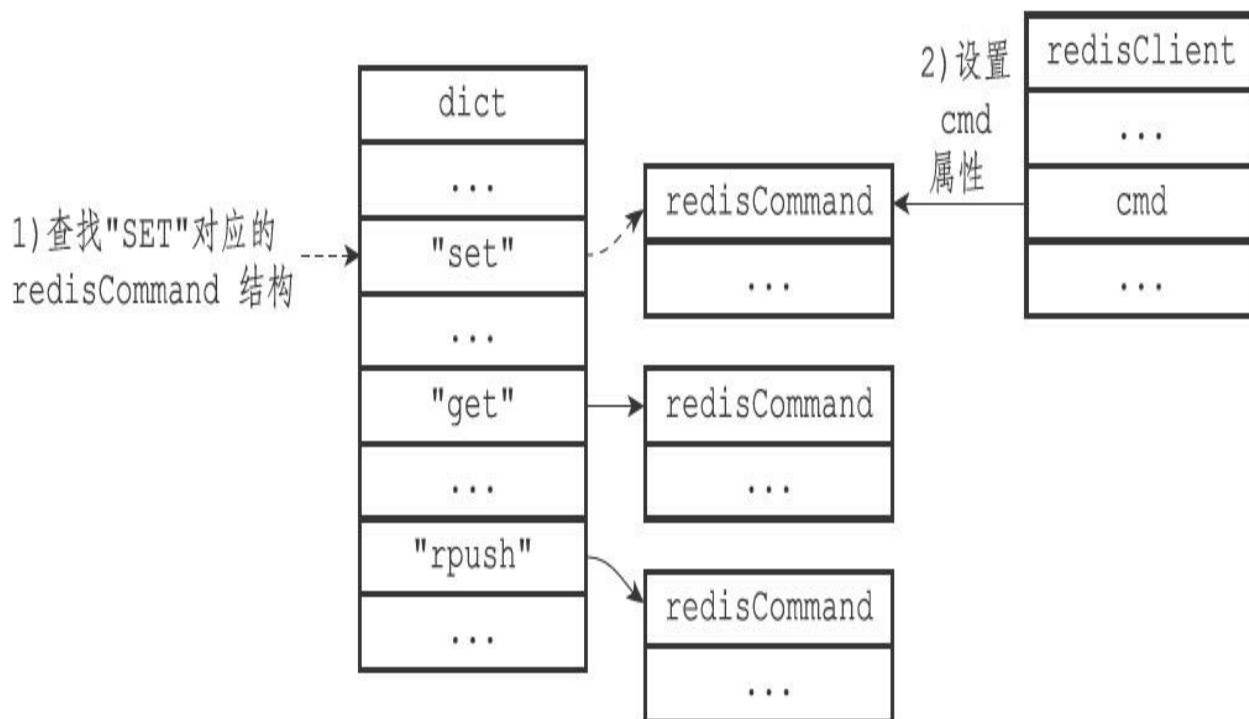 1)查找"SET"对应的
redisCommand 结构
dict
...
"set"
...
"get"
...
"rpush"
...
redisCommand
...
redisCommand
...
redisCommand
...
2)设置
cmd
属性
redisClient
...
cmd
...